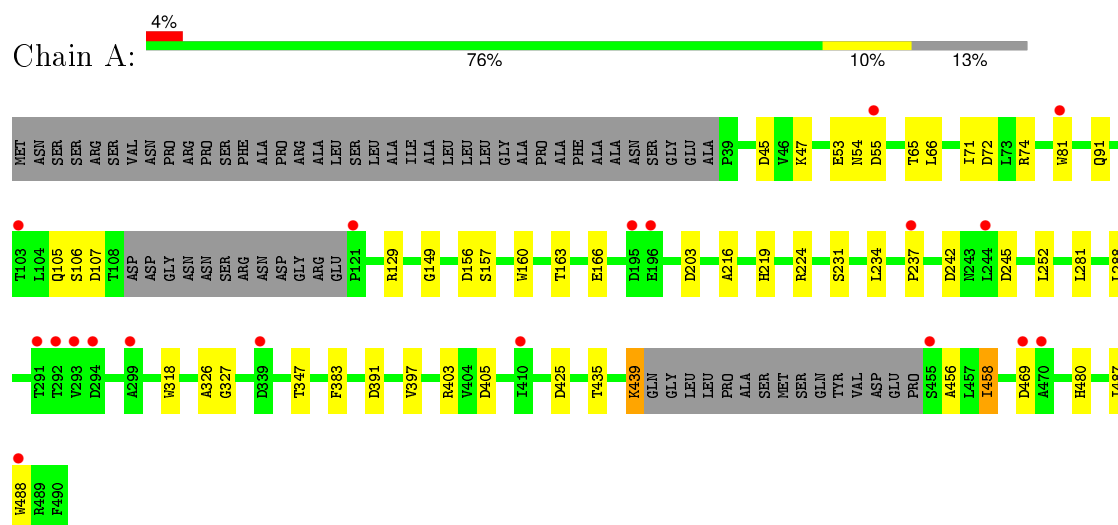 4%
Chain A:
76% 10% 13%
MET ASN SER SER ARG SER VAL ASN PRO ARG PRO SER PHE ALA PRO ARG ALA LEU SER LEU ALA ILE ALA LEU LEU LEU GLY ALA PRO ALA PHE ALA ALA ASN SER GLY GLU ALA P39 D45 V46 K47 E53 N54 D55 T65 L66 I71 D72 L73 R74 W81 Q91
T103 L104 Q105 S106 D107 T108 ASP ASP GLY ASN ASN SER ARG ASN ASP GLY ARG GLU P121 R129 G149 D156 S157 W160 T163 E166 D195 E196 D203 A216 H219 R224 S231 L234 P237 D242 N243 L244 D245 L252 L281
T291 T292 V293 D294 A299 W318 A326 G327 D339 T347 F383 D391 V397 R403 V404 D405 I410 D425 T435 K439 GLN GLY LEU LEU PRO ALA SER MET SER GLN TYR VAL ASP GLU PRO S455 A456 L457 I458 D469 A470 H480
W488 R489 F490